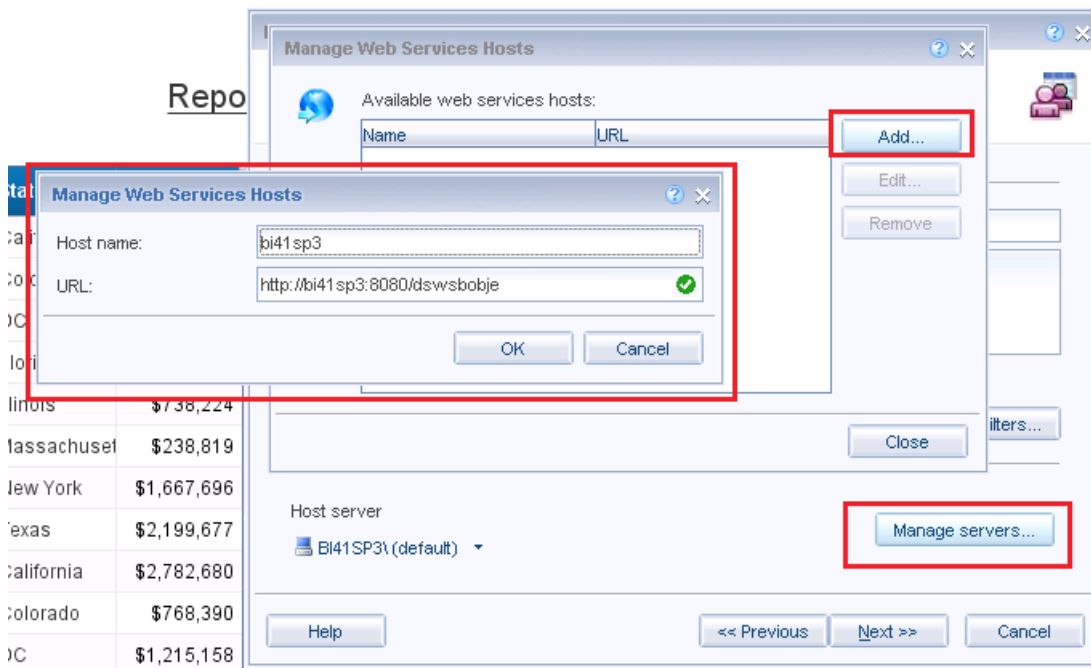 Manage Web Services Hosts
Repo
Available web services hosts:
Name URL
Add...
Edit...
Remove
Manage Web Services Hosts
Host name: bi41sp3
URL: http://bi41sp3:8080/dswsbobje
OK Cancel
$738,224
$238,819
Close
New York $1,667,696
Texas $2,199,677
California $2,782,680
Colorado $768,390
DC $1,215,158
Host server
BI41SP3\ (default)
Manage servers...
Help
<< Previous
Next >>
Cancel